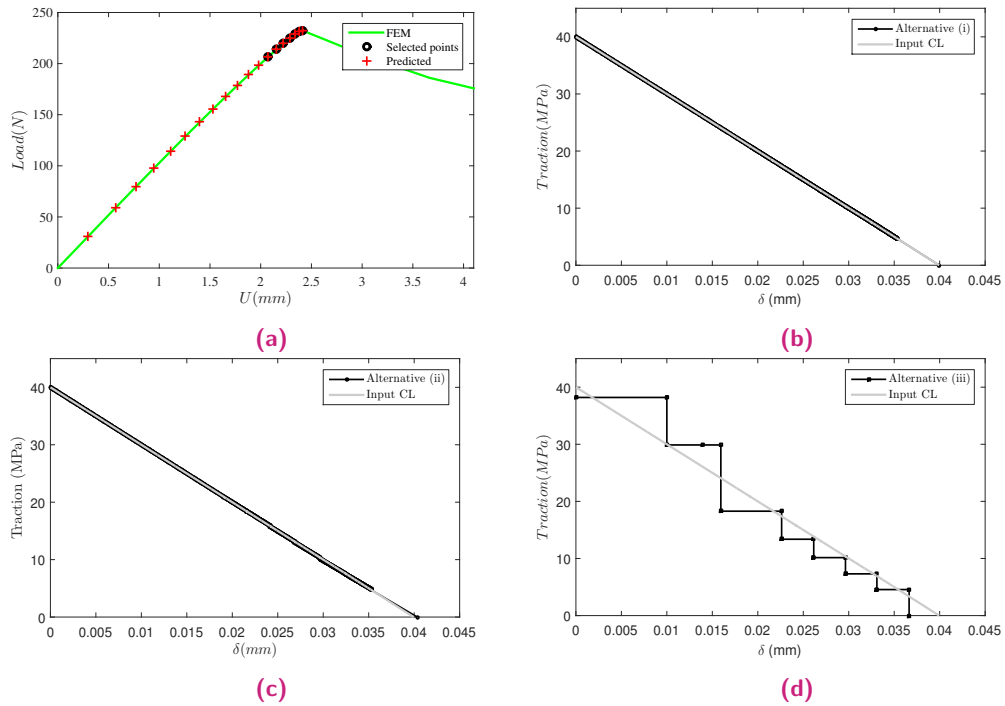 250
200
150
100
50
0
Load(N)
0
0.5
1
1.5
2
2.5
3
3.5
4
U(mm)
FEM
Selected points
Predicted
(a)
40
30
20
10
0
Traction(MPa)
0
0.005
0.01
0.015
0.02
0.025
0.03
0.035
0.04
0.045
δ (mm)
Alternative (i)
Input CL
(b)
40
30
20
10
0
Traction (MPa)
0
0.005
0.01
0.015
0.02
0.025
0.03
0.035
0.04
0.045
δ(mm)
Alternative (ii)
Input CL
(c)
40
30
20
10
0
Traction(MPa)
0
0.005
0.01
0.015
0.02
0.025
0.03
0.035
0.04
0.045
δ (mm)
Alternative (iii)
Input CL
(d)